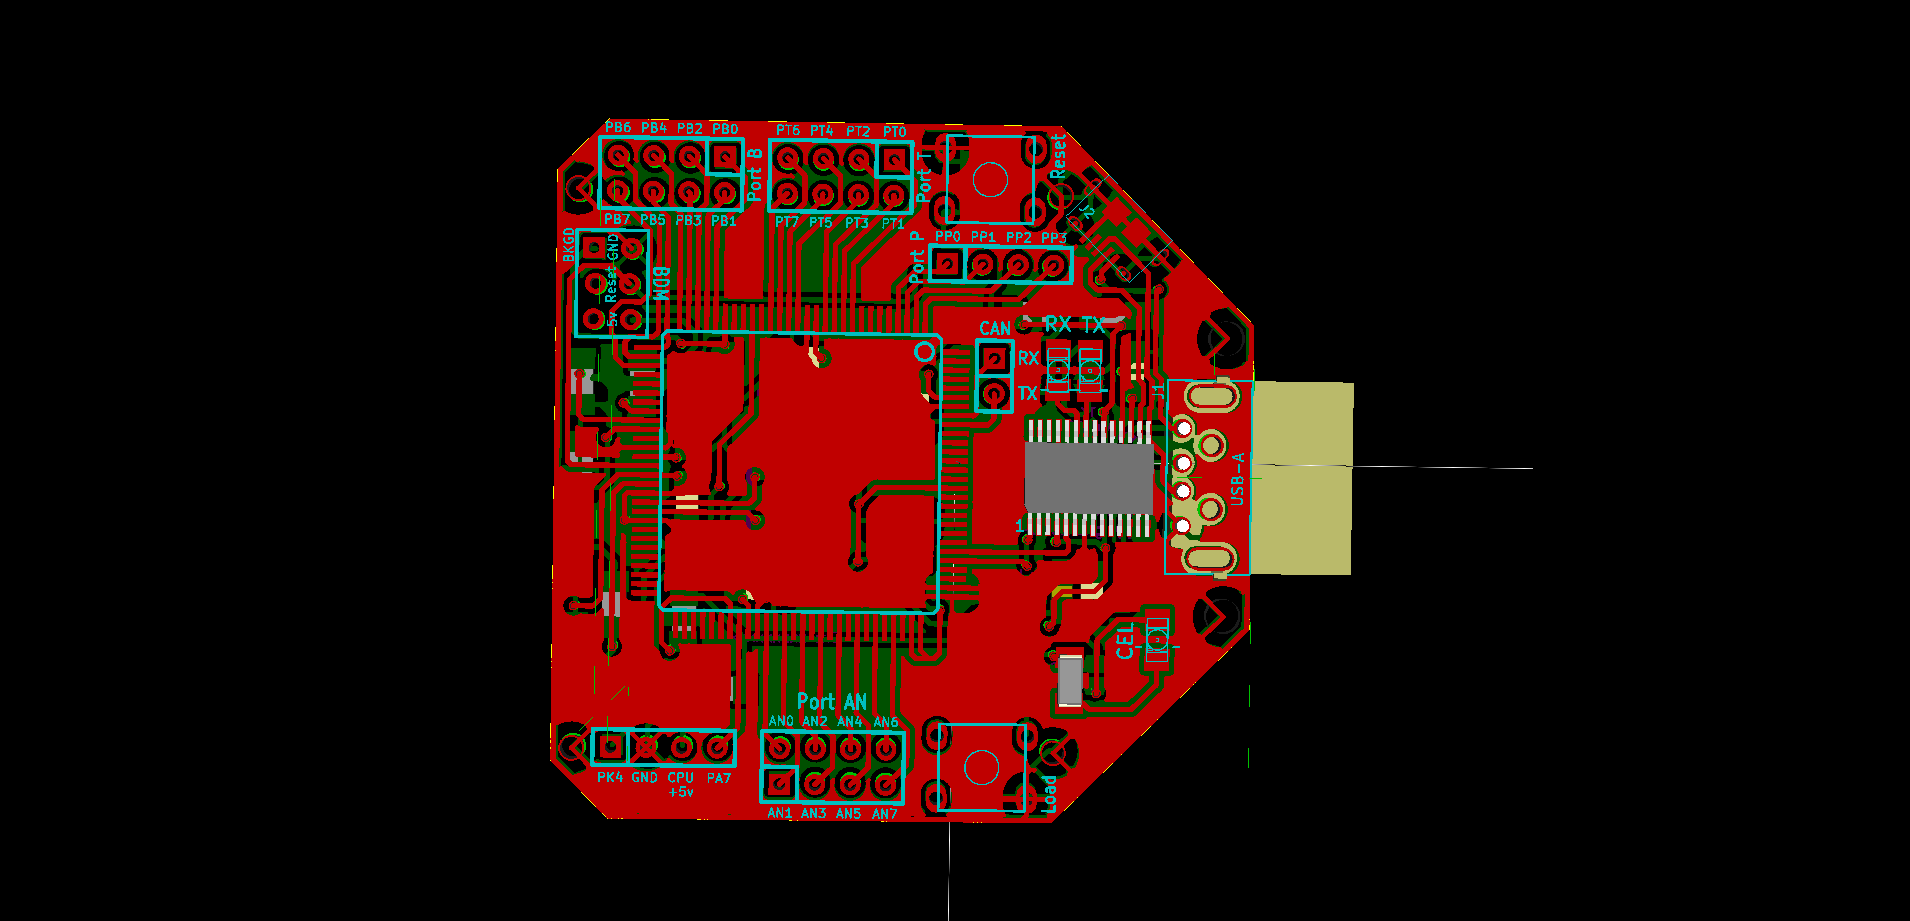 PB6 PB4 PB2 PB0
PT6 PT4 PT2 PT0
Port B
Port T
Reset
PB7 PB5 PB3 PB1
PT7 PT5 PT3 PT1
BKGD
GND
Reset
5v
BDM
Port P
PP0 PP1 PP2 PP3
CAN
RX TX
RX
TX
J1
USB-A
1
CEL
Port AN
AN0 AN2 AN4 AN6
PK4 GND CPU PA7
+5v
AN1 AN3 AN5 AN7
Load